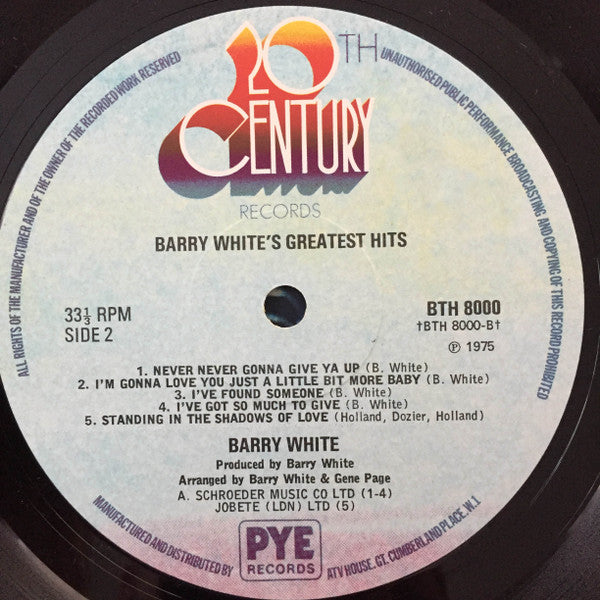 20TH
CENTURY
RECORDS
BARRY WHITE'S GREATEST HITS
33⅓ RPM
SIDE 2
BTH 8000
†BTH 8000-B†
℗ 1975
1. NEVER NEVER GONNA GIVE YA UP (B. White)
2. I'M GONNA LOVE YOU JUST A LITTLE BIT MORE BABY (B. White)
3. I'VE FOUND SOMEONE (B. White)
4. I'VE GOT SO MUCH TO GIVE (B. White)
5. STANDING IN THE SHADOWS OF LOVE (Holland, Dozier, Holland)
BARRY WHITE
Produced by Barry White
Arranged by Barry White & Gene Page
A. SCHROEDER MUSIC CO LTD (1-4)
JOBETE (LDN) LTD (5)
PYE
RECORDS
ALL RIGHTS OF THE MANUFACTURER AND OF THE OWNER OF THE RECORDED WORK RESERVED
UNAUTHORISED PUBLIC PERFORMANCE BROADCASTING AND COPYING OF THIS RECORD PROHIBITED
MANUFACTURED AND DISTRIBUTED BY
ATV HOUSE, GT. CUMBERLAND PLACE, W.1